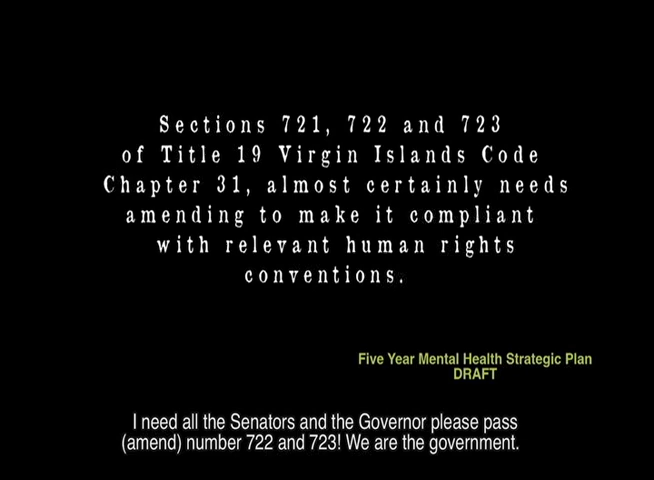 Sections 721, 722 and 723
of Title 19 Virgin Islands Code
Chapter 31, almost certainly needs
amending to make it compliant
with relevant human rights
conventions.
Five Year Mental Health Strategic Plan
DRAFT
I need all the Senators and the Governor please pass
(amend) number 722 and 723! We are the government.